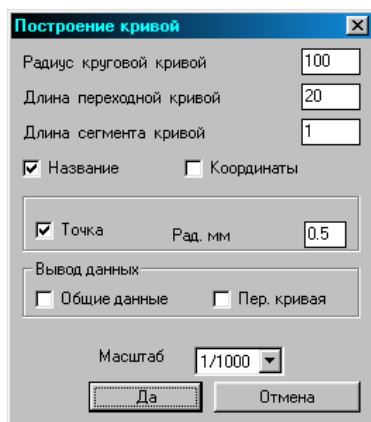 Построение кривой
Радиус круговой кривой 100
Длина переходной кривой 20
Длина сегмента кривой 1
Название Координаты
Точка Рад. мм 0.5
Вывод данных
Общие данные Пер. кривая
Масштаб 1/1000
Да Отмена